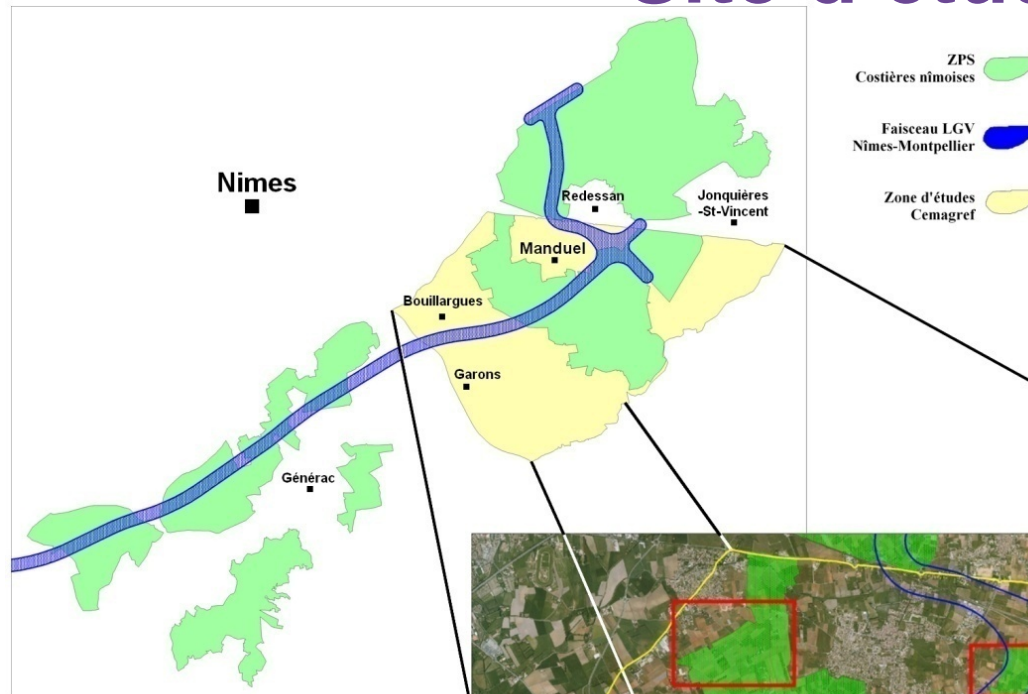 ZPS
Costières nîmoises
Faisceau LGV
Nîmes-Montpellier
Zone d'études
Cemagref
Nimes
Redessan
Jonquières
-St-Vincent
Manduel
Bouillargues
Garons
Générac